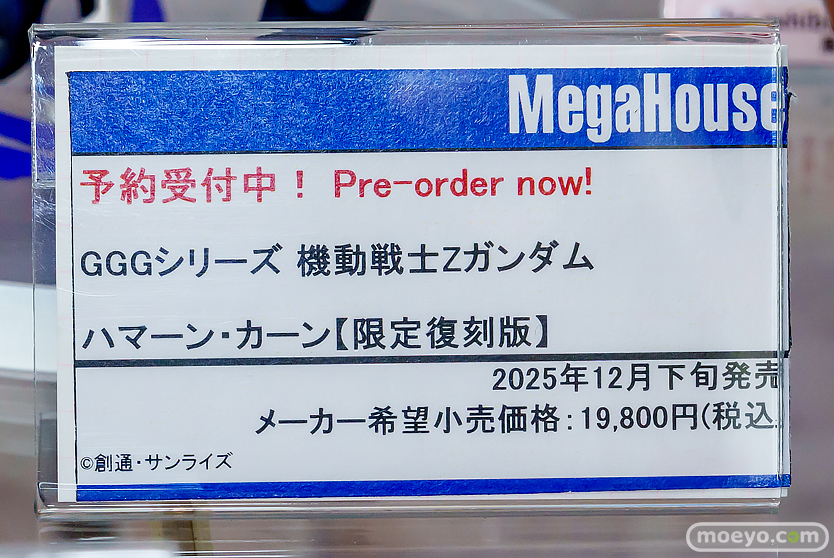 MegaHouse
予約受付中！ Pre-order now!
GGGシリーズ 機動戦士Zガンダム
ハマーン・カーン【限定復刻版】
2025年12月下旬発売
メーカー希望小売価格：19,800円(税込
©創通・サンライズ
moeyo.com